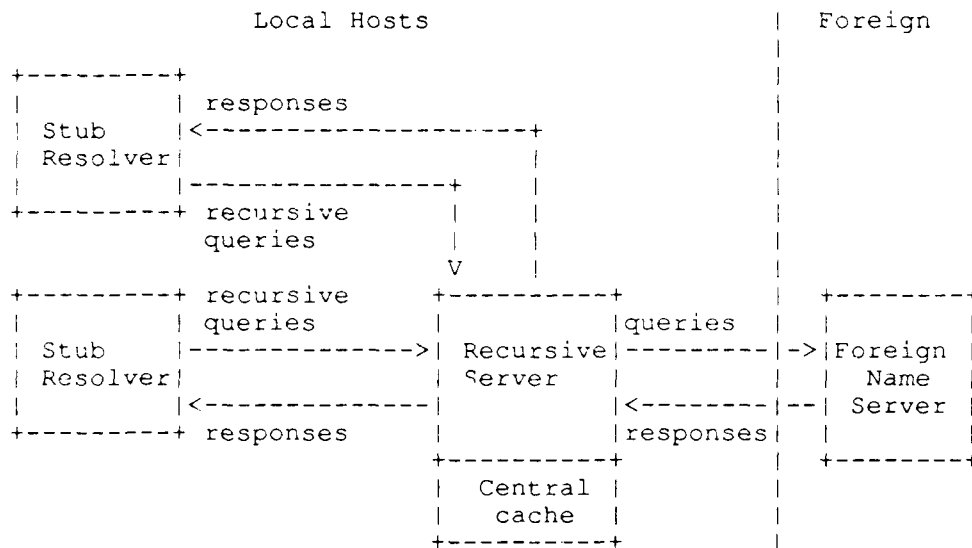 Local Hosts | Foreign
|
+---------+ |
| | responses |
| Stub |<--------------------+ |
| Resolver| | |
| |----------------+ | |
+---------+ recursive | | |
queries | | |
V | |
+---------+ recursive +----------+ | +--------+
| | queries | |queries | | |
| Stub |-------------->| Recursive|---------|->|Foreign |
| Resolver| | Server | | | Name |
| |<--------------| |<--------|--| Server |
+---------+ responses | |responses| | |
+----------+ | +--------+
| Central | |
| cache | |
+----------+ |